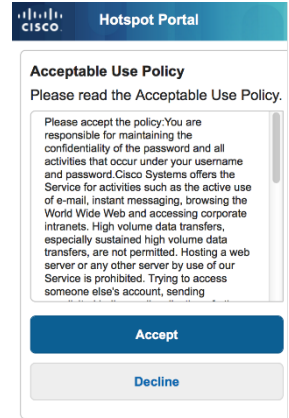 cisco
Hotspot Portal
Acceptable Use Policy
Please read the Acceptable Use Policy.
Please accept the policy:You are
responsible for maintaining the
confidentiality of the password and all
activities that occur under your username
and password.Cisco Systems offers the
Service for activities such as the active use
of e-mail, instant messaging, browsing the
World Wide Web and accessing corporate
intranets. High volume data transfers,
especially sustained high volume data
transfers, are not permitted. Hosting a web
server or any other server by use of our
Service is prohibited. Trying to access
someone else's account, sending
Accept
Decline